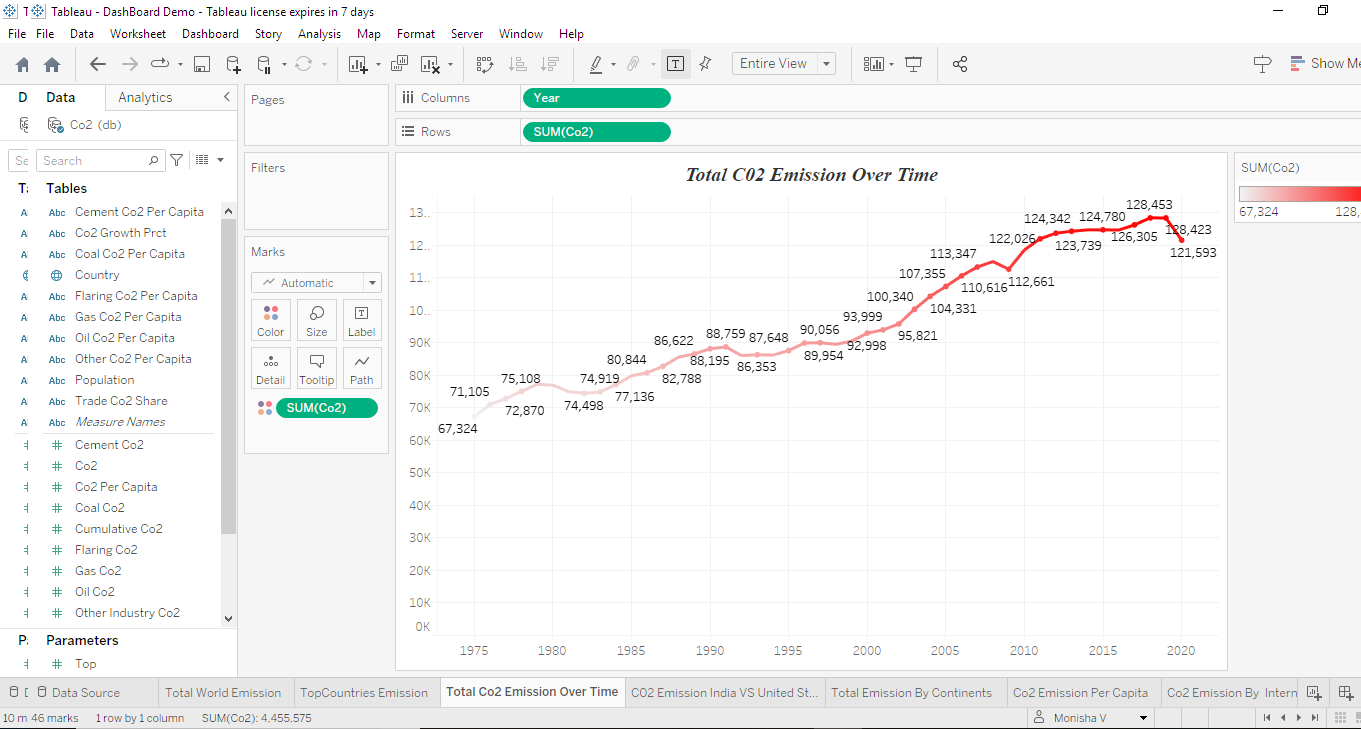 T Tableau - DashBoard Demo - Tableau license expires in 7 days
File File Data Worksheet Dashboard Story Analysis Map Format Server Window Help
Entire View
Show Me
D Data Analytics
Co2 (db)
Se Search
Tables
Abc Cement Co2 Per Capita
Abc Co2 Growth Prct
Abc Coal Co2 Per Capita
Country
Abc Flaring Co2 Per Capita
Abc Gas Co2 Per Capita
Abc Oil Co2 Per Capita
Abc Other Co2 Per Capita
Abc Population
Abc Trade Co2 Share
Abc Measure Names
# Cement Co2
# Co2
# Co2 Per Capita
# Coal Co2
# Cumulative Co2
# Flaring Co2
# Gas Co2
# Oil Co2
# Other Industry Co2
Parameters
# Top
Pages
Filters
Marks
Automatic
Color Size Label
Detail Tooltip Path
SUM(Co2)
Columns Year
Rows SUM(Co2)
Total C02 Emission Over Time
13..
12..
11..
10..
90K
80K
70K
60K
50K
40K
30K
20K
10K
0K
67,324
71,105
72,870
75,108
74,498
74,919
77,136
80,844
82,788
86,622
88,195
88,759
86,353
87,648
89,954
90,056
92,998
93,999
95,821
100,340
104,331
107,355
110,616
113,347
112,661
122,026
124,342
123,739
124,780
126,305
128,453
128,423
121,593
1975 1980 1985 1990 1995 2000 2005 2010 2015 2020
SUM(Co2)
67,324 128,
Data Source Total World Emission TopCountries Emission Total Co2 Emission Over Time CO2 Emission India VS United St... Total Emission By Continents Co2 Emission Per Capita Co2 Emission By Intern
10 m 46 marks 1 row by 1 column SUM(Co2): 4,455,575 Monisha V